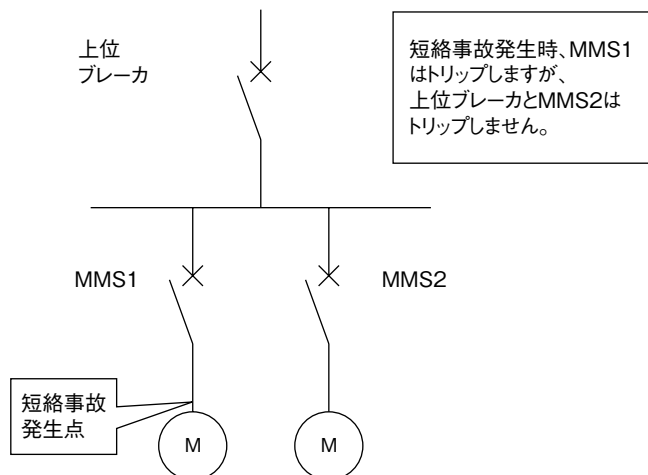 上位
ブレーカ
短絡事故発生時、MMS1
はトリップしますが、
上位ブレーカとMMS2は
トリップしません。
MMS1
MMS2
短絡事故
発生点
M
M